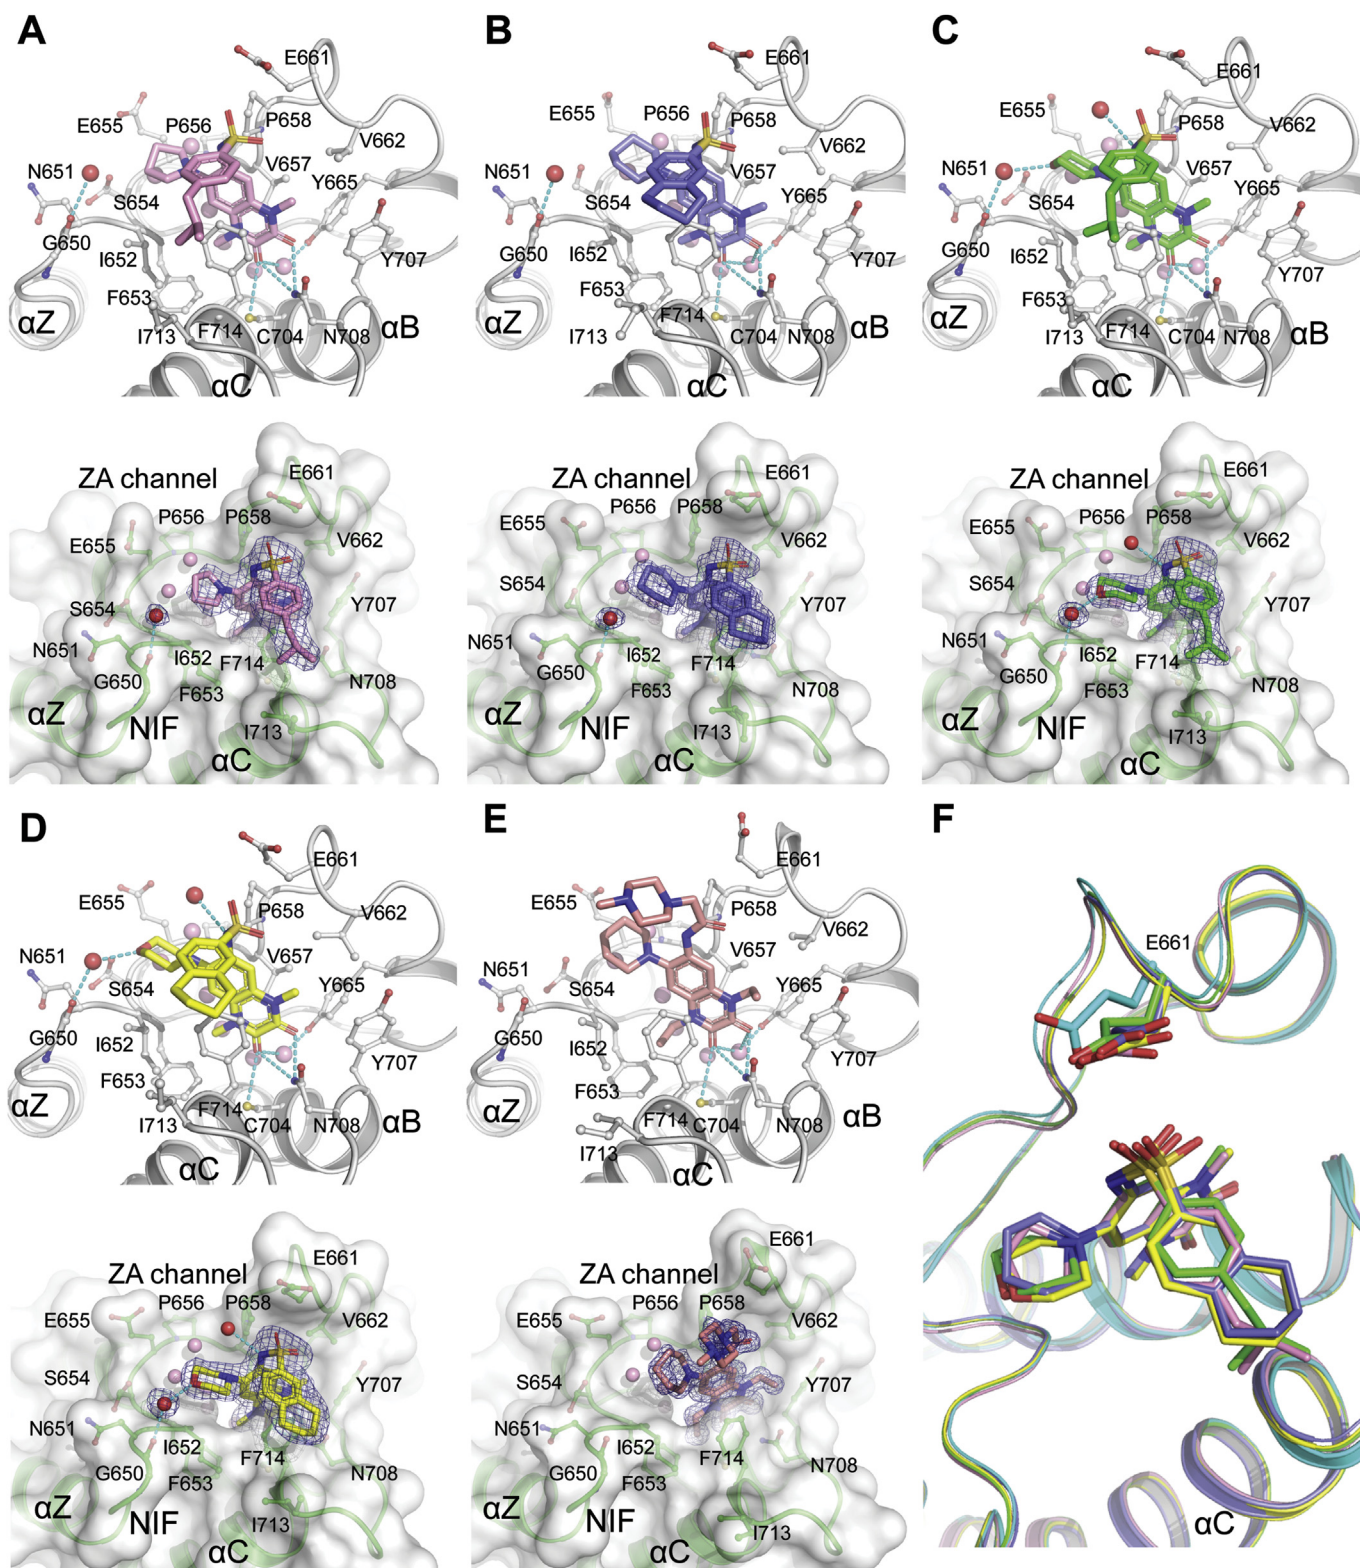 A
E661
E655
P656
P658
V662
N651
V657
S654
Y665
G650
I652
Y707
F653
αZ
I713
F714
C704
N708
αB
αC
ZA channel
E661
P656
P658
E655
V662
S654
Y707
N651
I652
F714
G650
F653
N708
αZ
NIF
I713
αC
B
E661
E655
P656
P658
V662
N651
V657
S654
Y665
G650
I652
Y707
F653
αZ
I713
F714
C704
N708
αB
αC
ZA channel
E661
P656
P658
E655
V662
S654
Y707
N651
I652
F714
G650
F653
N708
αZ
NIF
I713
αC
C
E661
E655
P658
V662
N651
V657
S654
Y665
G650
I652
Y707
F653
αZ
I713
F714
C704
N708
αB
αC
ZA channel
E661
P656
P658
E655
V662
S654
Y707
N651
I652
F714
G650
F653
N708
αZ
NIF
I713
αC
D
E661
E655
P658
V662
N651
V657
S654
Y665
G650
I652
Y707
F653
αZ
I713
F714
C704
N708
αB
αC
ZA channel
E661
P656
P658
E655
V662
S654
Y707
N651
I652
F714
G650
F653
N708
αZ
NIF
I713
αC
E
E661
E655
P658
V662
N651
V657
S654
Y665
G650
I652
Y707
F653
αZ
F714
C704
N708
αB
I713
αC
ZA channel
E661
P656
P658
E655
V662
S654
Y707
N651
I652
F714
G650
F653
N708
αZ
NIF
I713
αC
F
E661
αC